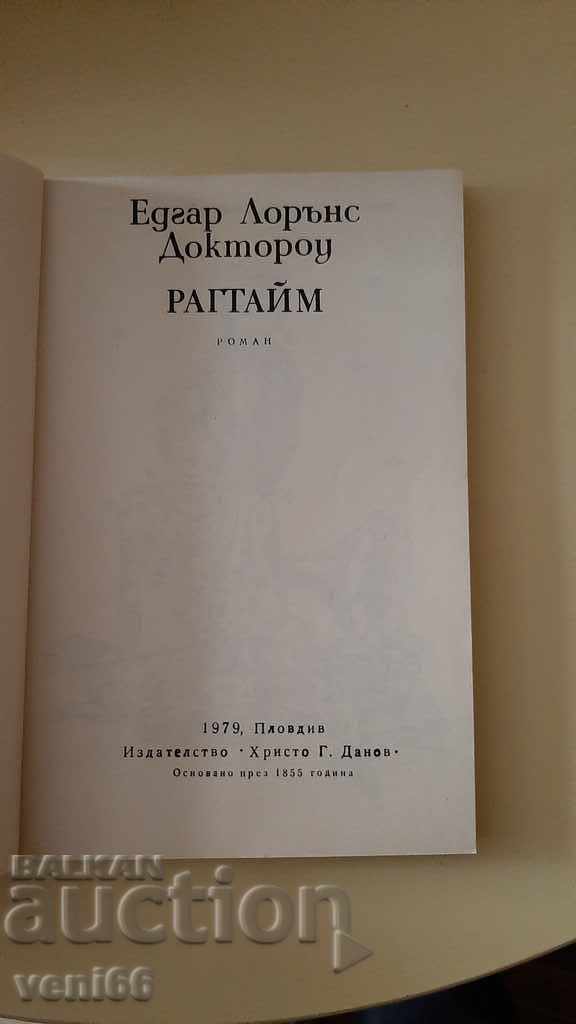 Едгар Лорънс
Доктороу
РАГТАЙМ
РОМАН
1979, Пловдив
Издателство • Христо Г. Данов •
Основано през 1855 година
BALKAN
auction
veni66